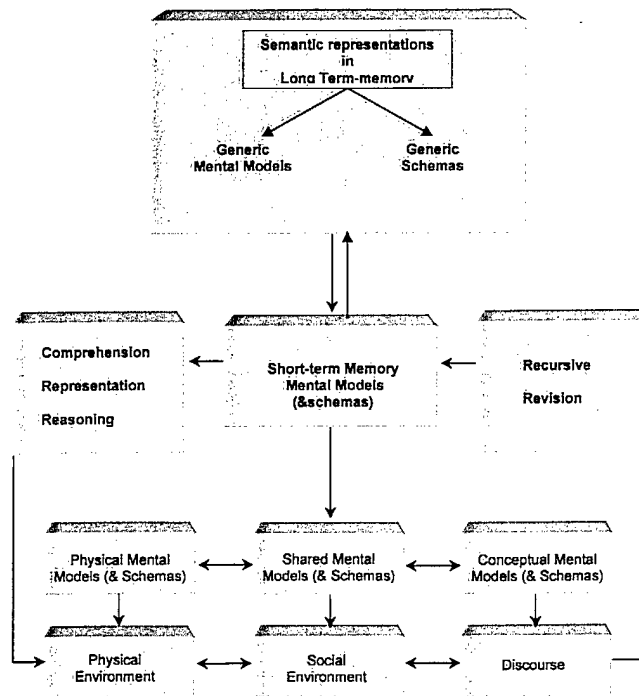 Semantic representations
in
Long Term-memory
Generic
Mental Models
Generic
Schemas
Comprehension
Representation
Reasoning
Short-term Memory
Mental Models
(&schemas)
Recursive
Revision
Physical Mental
Models (& Schemas)
Shared Mental
Models (& Schemas)
Conceptual Mental
Models (& Schemas)
Physical
Environment
Social
Environment
Discourse